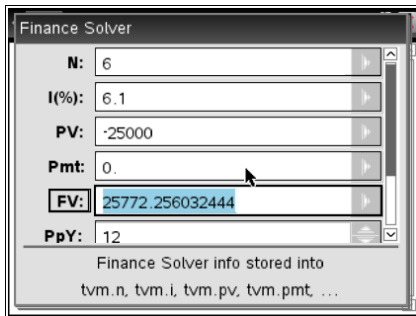 Finance Solver
N: 6
I(%): 6.1
PV: -25000
Pmt: 0.
FV: 25772.256032444
PpY: 12
Finance Solver info stored into
tvm.n, tvm.i, tvm.pv, tvm.pmt, ...